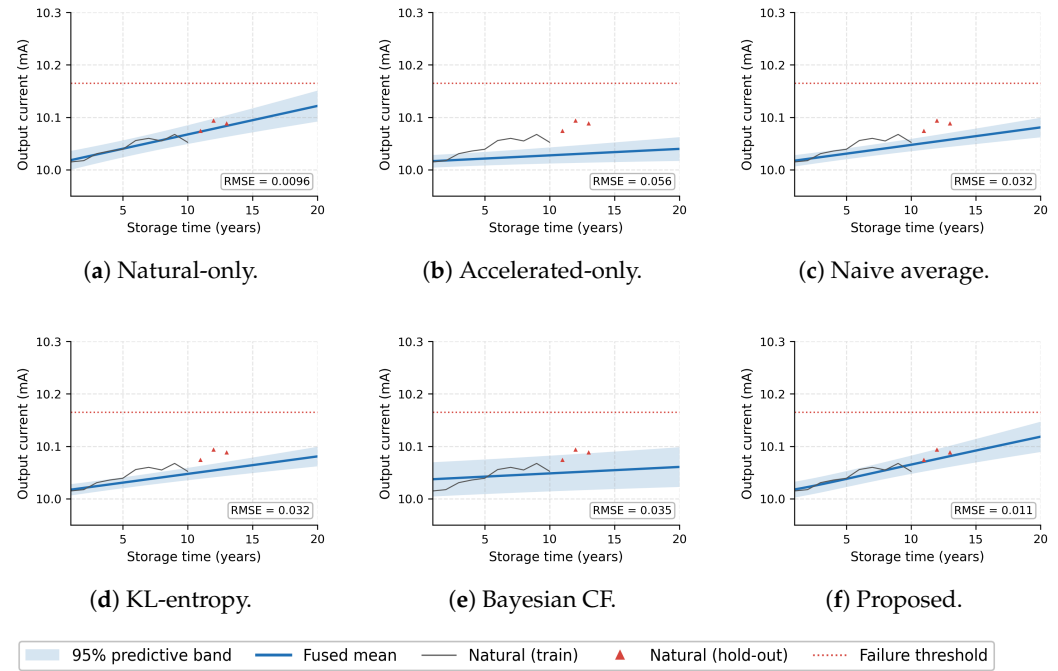 10.3
10.2
10.1
10.0
Output current (mA)
RMSE = 0.0096
5 10 15 20
Storage time (years)
(a) Natural-only.
10.3
10.2
10.1
10.0
Output current (mA)
RMSE = 0.056
5 10 15 20
Storage time (years)
(b) Accelerated-only.
10.3
10.2
10.1
10.0
Output current (mA)
RMSE = 0.032
5 10 15 20
Storage time (years)
(c) Naive average.
10.3
10.2
10.1
10.0
Output current (mA)
RMSE = 0.032
5 10 15 20
Storage time (years)
(d) KL-entropy.
10.3
10.2
10.1
10.0
Output current (mA)
RMSE = 0.035
5 10 15 20
Storage time (years)
(e) Bayesian CF.
10.3
10.2
10.1
10.0
Output current (mA)
RMSE = 0.011
5 10 15 20
Storage time (years)
(f) Proposed.
95% predictive band Fused mean Natural (train) Natural (hold-out) Failure threshold